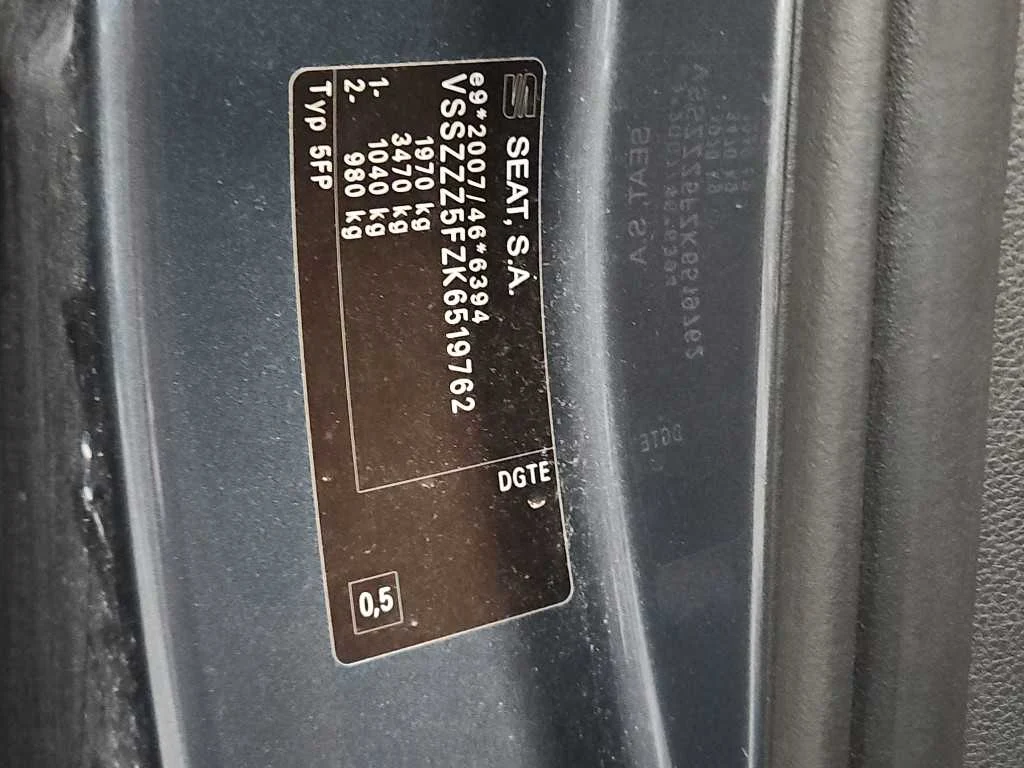 SEAT, S.A.
e9*2007/46*6394
VSSZZZ5FZK6519762
1970 kg
3470 kg
1- 1040 kg
2- 980 kg
Typ 5FP
DGTE
0,5